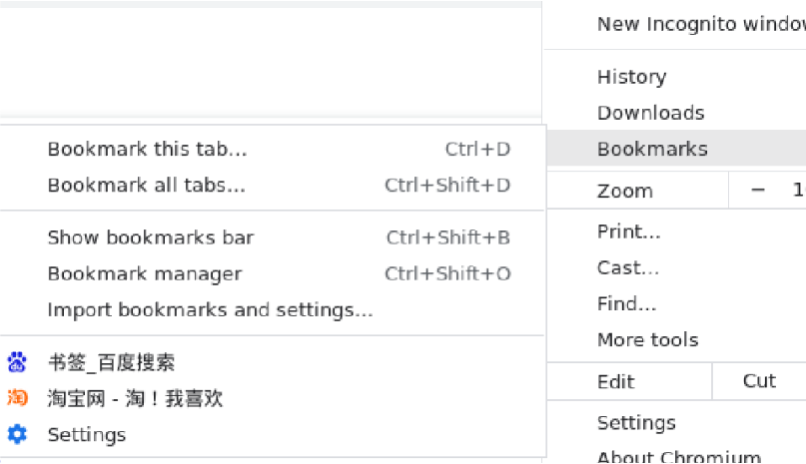 New Incognito
History
Downloads
Bookmarks
Zoom − 1
Print...
Cast...
Find...
More tools
Edit Cut
Settings
About Chromium
Bookmark this tab... Ctrl+D
Bookmark all tabs... Ctrl+Shift+D
Show bookmarks bar Ctrl+Shift+B
Bookmark manager Ctrl+Shift+O
Import bookmarks and settings...
du 书签_百度搜索
淘 淘宝网 - 淘！我喜欢
Settings